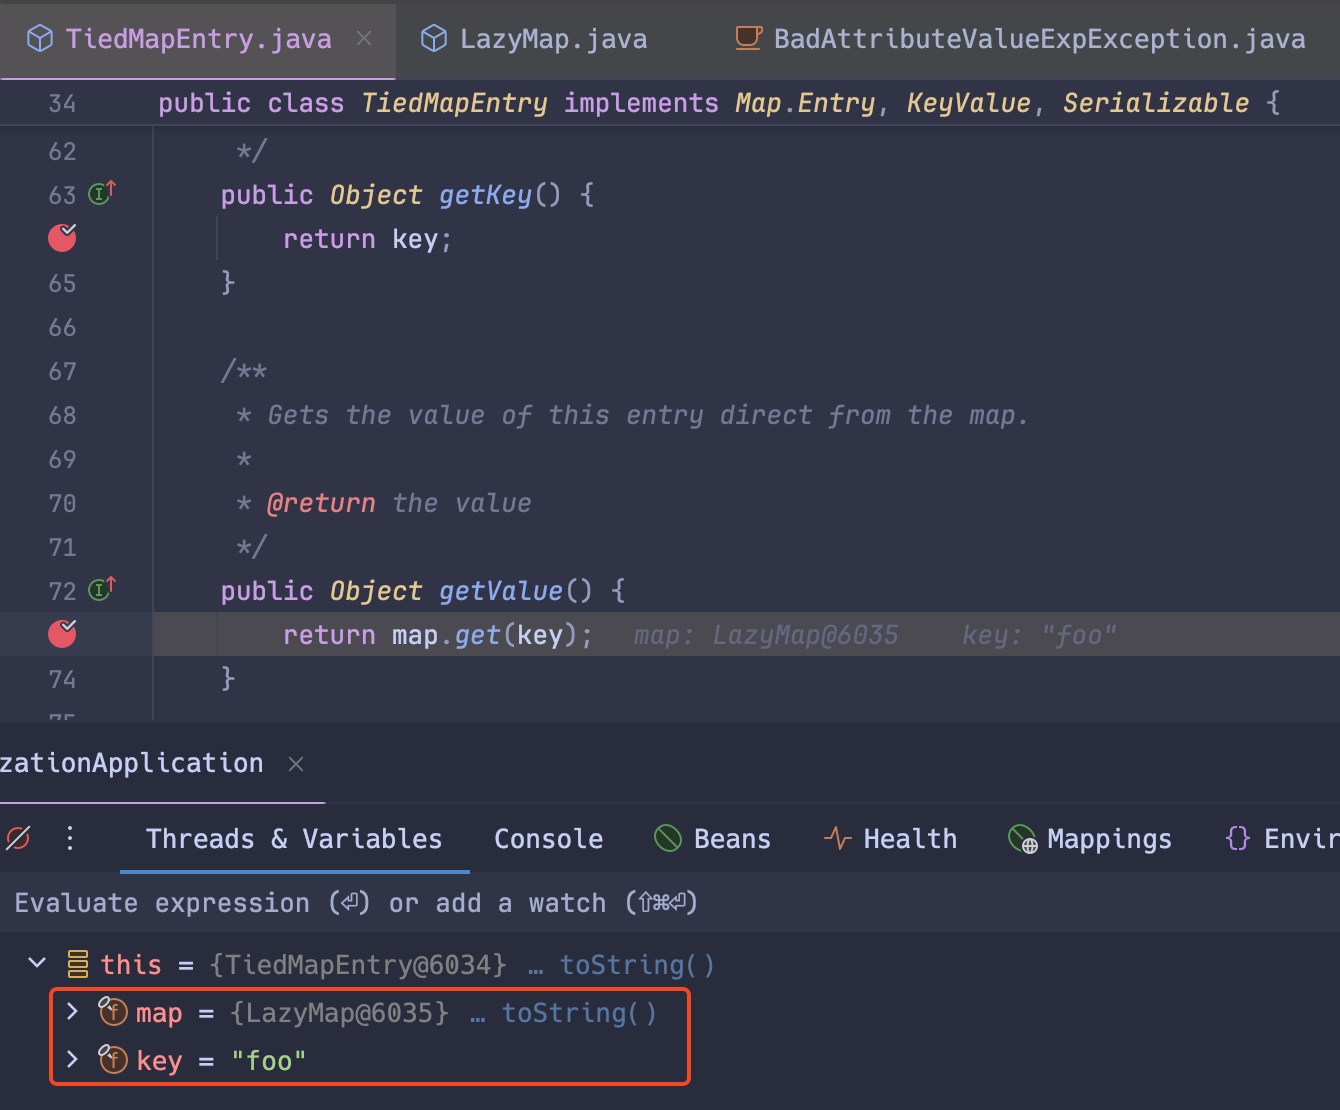 TiedMapEntry.java × LazyMap.java BadAttributeValueExpException.java
34 public class TiedMapEntry implements Map.Entry, KeyValue, Serializable {
62 */
63 public Object getKey() {
return key;
65 }
66
67 /**
68 * Gets the value of this entry direct from the map.
69 *
70 * @return the value
71 */
72 public Object getValue() {
return map.get(key); map: LazyMap@6035 key: "foo"
74 }
75
zationApplication ×
Threads & Variables Console Beans Health Mappings {} Envir
Evaluate expression (⏎) or add a watch (⇧⌘⏎)
this = {TiedMapEntry@6034} … toString()
map = {LazyMap@6035} … toString()
key = "foo"